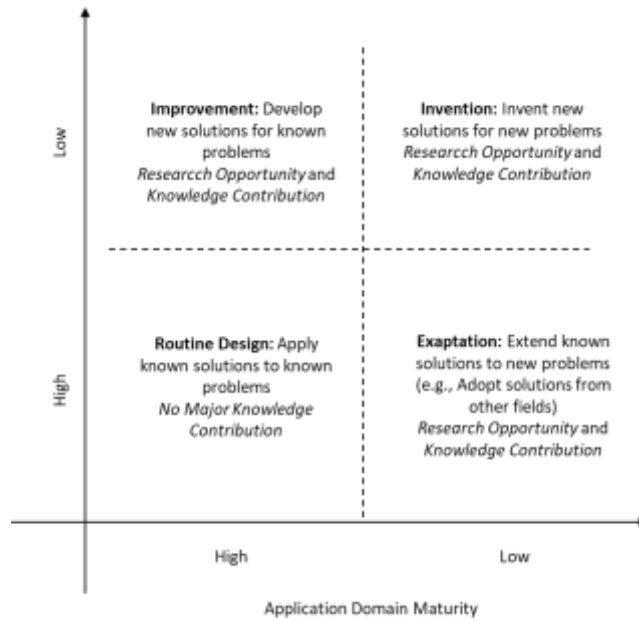 Low
Improvement: Develop
new solutions for known
problems
Researcch Opportunity and
Knowledge Contribution
Invention: Invent new
solutions for new problems
Researcch Opportunity and
Knowledge Contribution
High
Routine Design: Apply
known solutions to known
problems
No Major Knowledge
Contribution
Exaptation: Extend known
solutions to new problems
(e.g., Adopt solutions from
other fields)
Research Opportunity and
Knowledge Contribution
High
Low
Application Domain Maturity